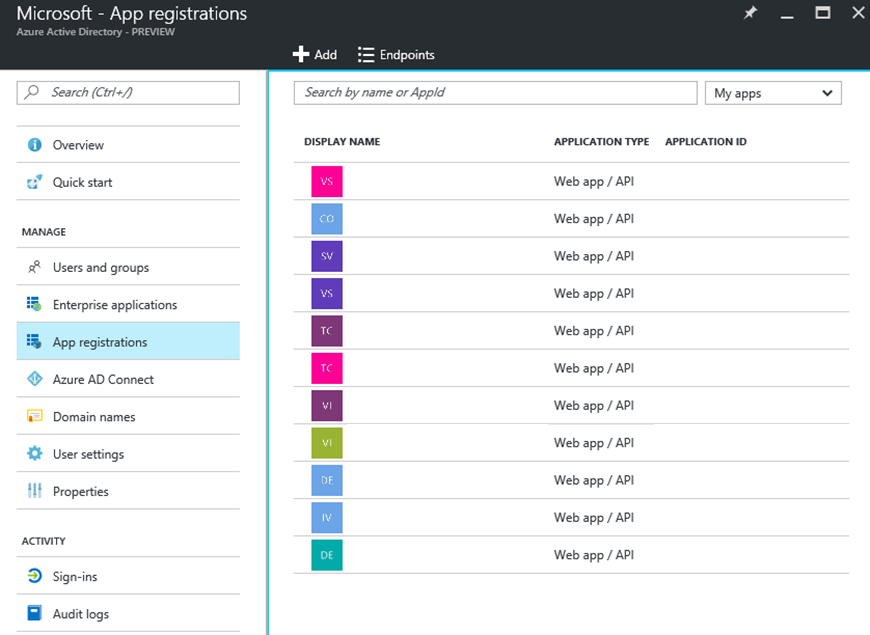 Microsoft - App registrations
Azure Active Directory - PREVIEW
Add
Endpoints
Search (Ctrl+/)
Overview
Quick start
MANAGE
Users and groups
Enterprise applications
App registrations
Azure AD Connect
Domain names
User settings
Properties
ACTIVITY
Sign-ins
Audit logs
Search by name or AppId
My apps
DISPLAY NAME APPLICATION TYPE APPLICATION ID
VS Web app / API
CO Web app / API
SV Web app / API
VS Web app / API
TC Web app / API
TC Web app / API
VI Web app / API
VI Web app / API
DE Web app / API
IV Web app / API
DE Web app / API